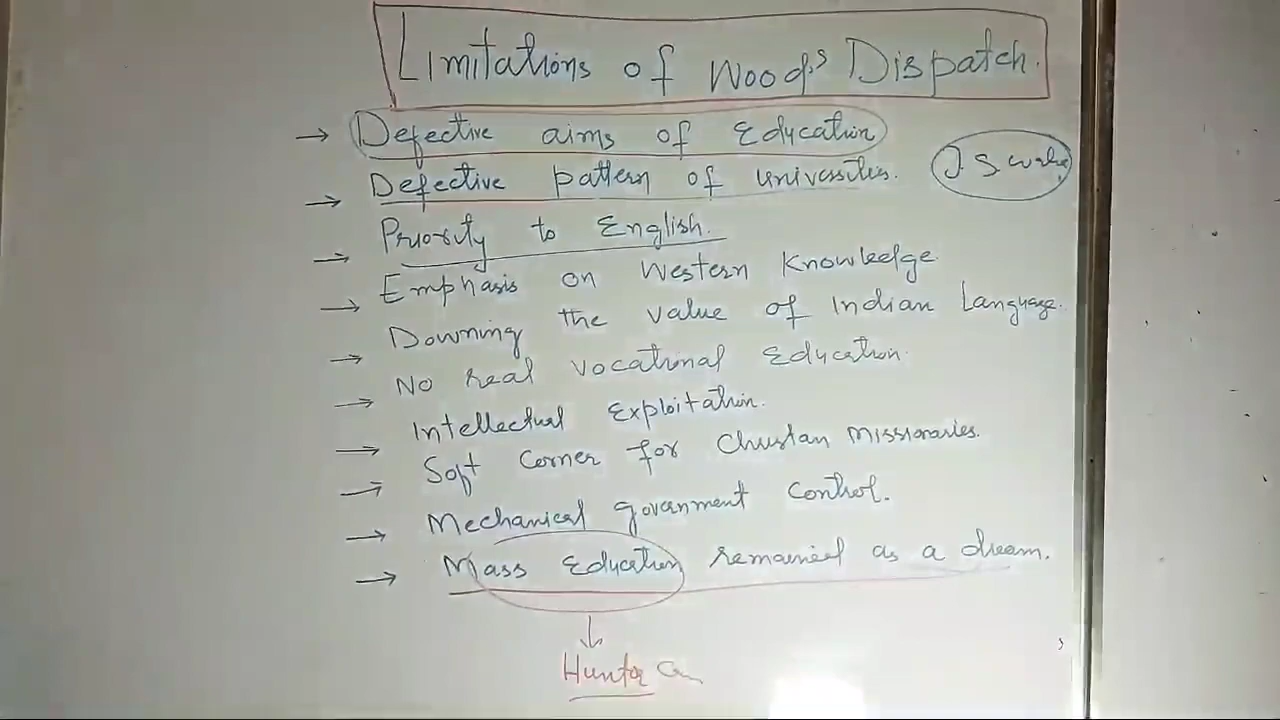 Limitations of Wood's Dispatch.
→ Defective aims of Education
→ Defective pattern of universities.
J. S
→ Priority to English.
→ Emphasis on Western Knowledge
→ Downing the value of Indian Language.
→ No real vocational Education.
→ Intellectual Exploitation.
→ Soft Corner for Christian Missionaries.
→ Mechanical government Control.
→ Mass Education remained as a dream.
↓
Hunter